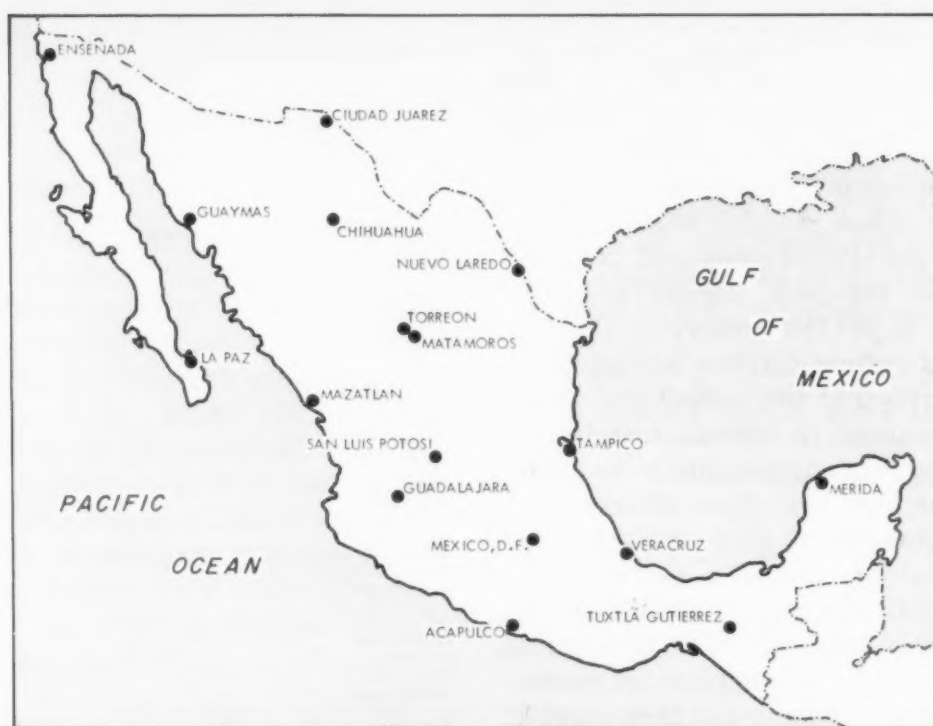 ENSEÑADA
CIUDAD JUAREZ
GUAYMAS
CHIHUAHUA
NUEVO LAREDO
GULF
OF
MEXICO
TORREON
MATAMOROS
LA PAZ
MAZATLAN
SAN LUIS POTOSI
TAMPICO
GUADALAJARA
MERIDA
PACIFIC
OCEAN
MEXICO, D.F.
VERACRUZ
ACAPULCO
TUXTLA GUTIERREZ